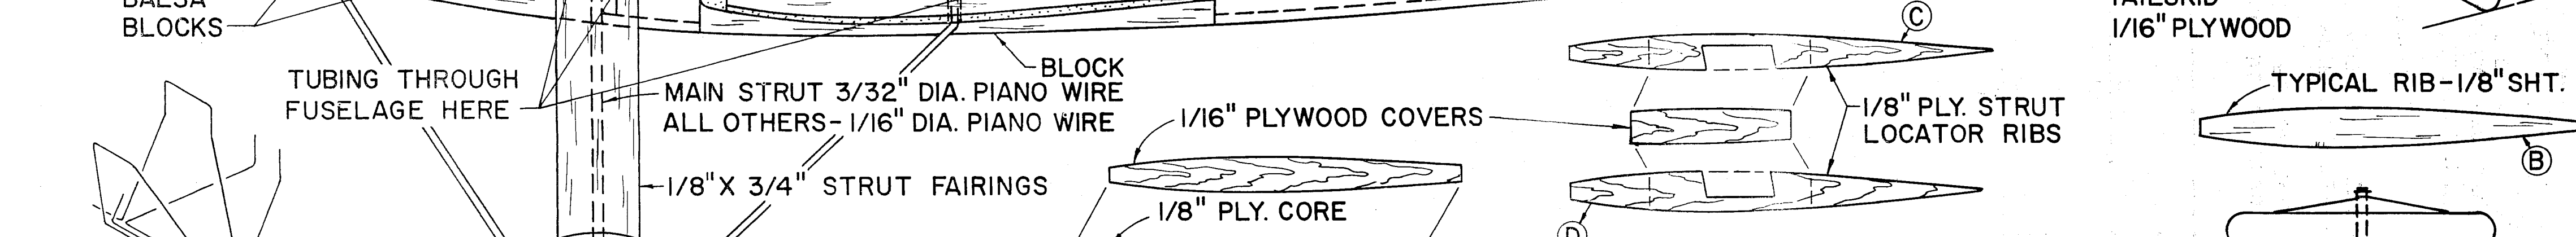 BALSA
BLOCKS
TUBING THROUGH
FUSELAGE HERE
BLOCK
MAIN STRUT 3/32" DIA. PIANO WIRE
ALL OTHERS-1/16" DIA. PIANO WIRE
1/8" X 3/4" STRUT FAIRINGS
1/16" PLYWOOD COVERS
1/8" PLY. CORE
C
1/8" PLY. STRUT
LOCATOR RIBS
D
TAILSKID
1/16" PLYWOOD
TYPICAL RIB-1/8" SHT.
B